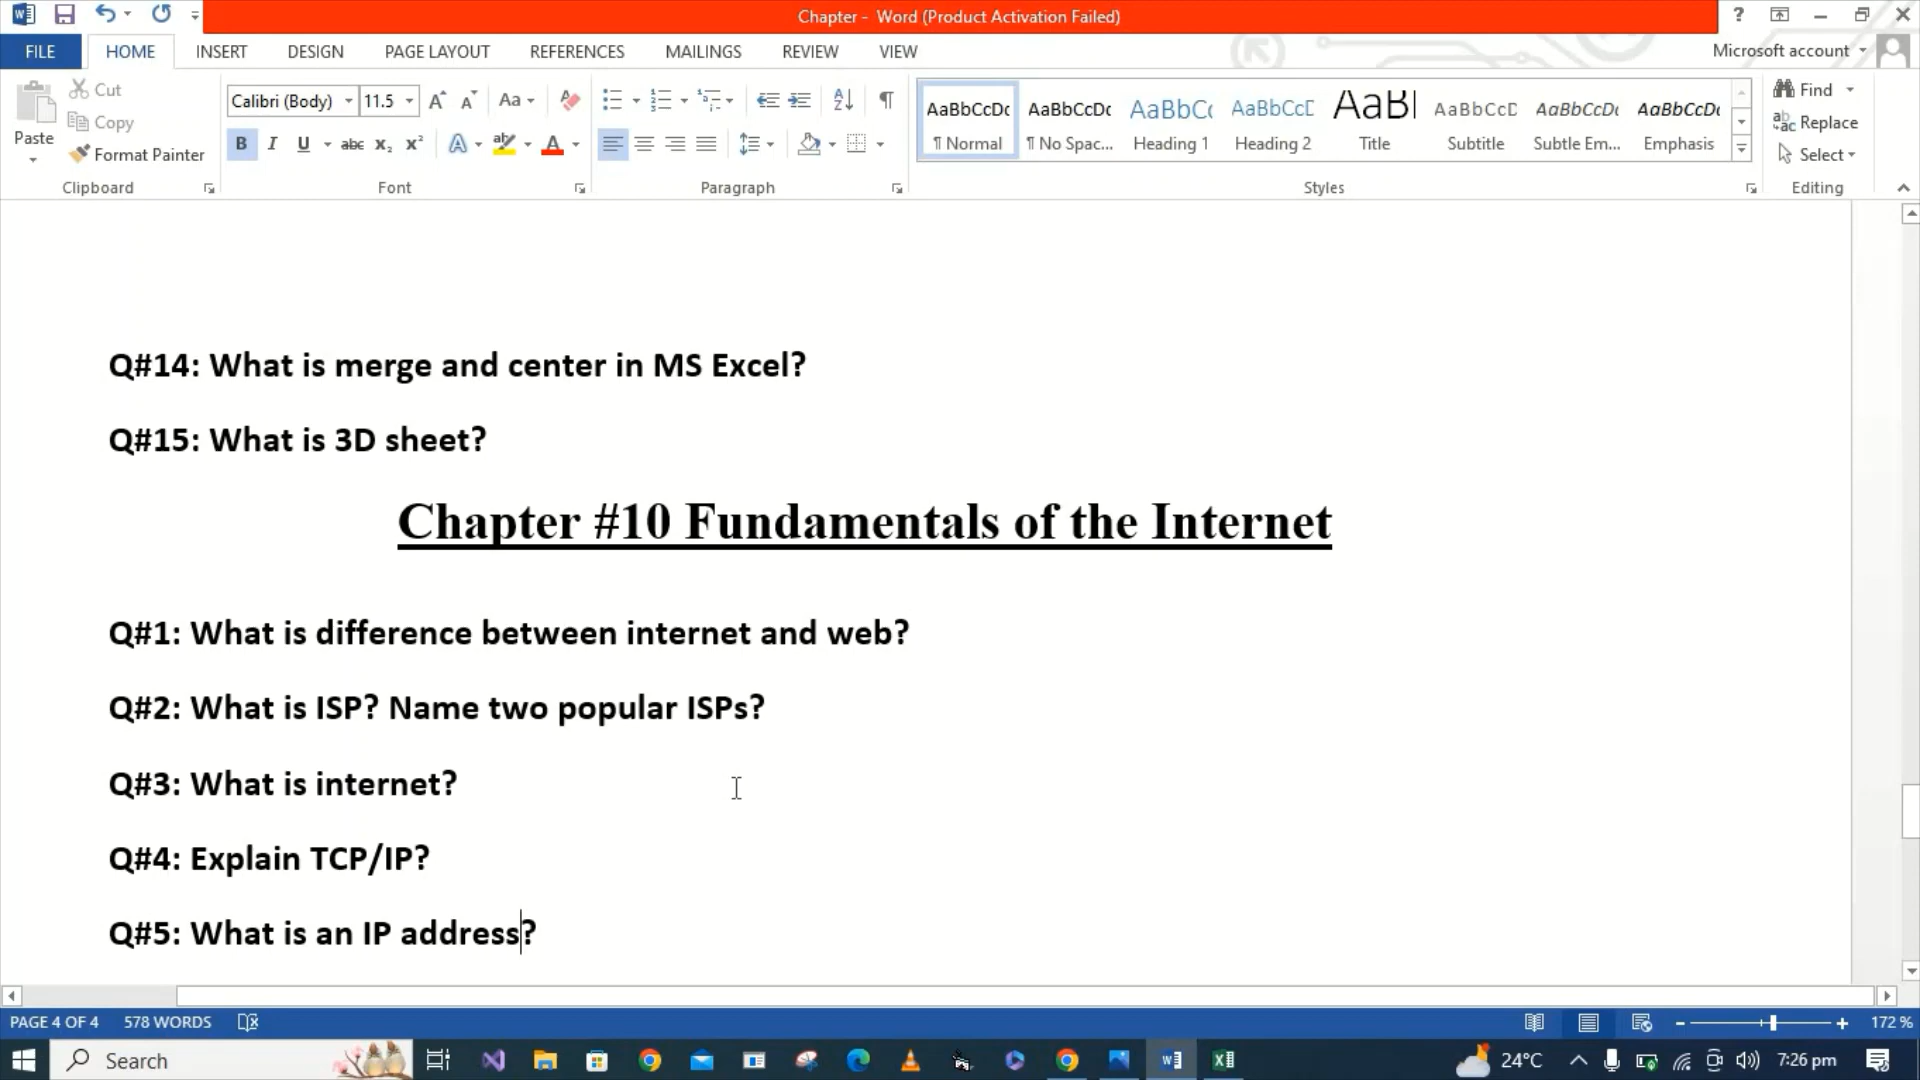 Chapter - Word (Product Activation Failed)
FILE HOME INSERT DESIGN PAGE LAYOUT REFERENCES MAILINGS REVIEW VIEW Microsoft account
Paste
Cut
Copy
Format Painter
Clipboard
Calibri (Body) 11.5
Font
Paragraph
AaBbCcDc AaBbCcDc AaBbC( AaBbCcD AaB AaBbCcD AaBbCcDc AaBbCcDc
¶ Normal ¶ No Spac... Heading 1 Heading 2 Title Subtitle Subtle Em... Emphasis
Styles
Find
Replace
Select
Editing
Q#14: What is merge and center in MS Excel?
Q#15: What is 3D sheet?
Chapter #10 Fundamentals of the Internet
Q#1: What is difference between internet and web?
Q#2: What is ISP? Name two popular ISPs?
Q#3: What is internet?
Q#4: Explain TCP/IP?
Q#5: What is an IP address?
PAGE 4 OF 4 578 WORDS 172 %
Search 24°C 7:26 pm